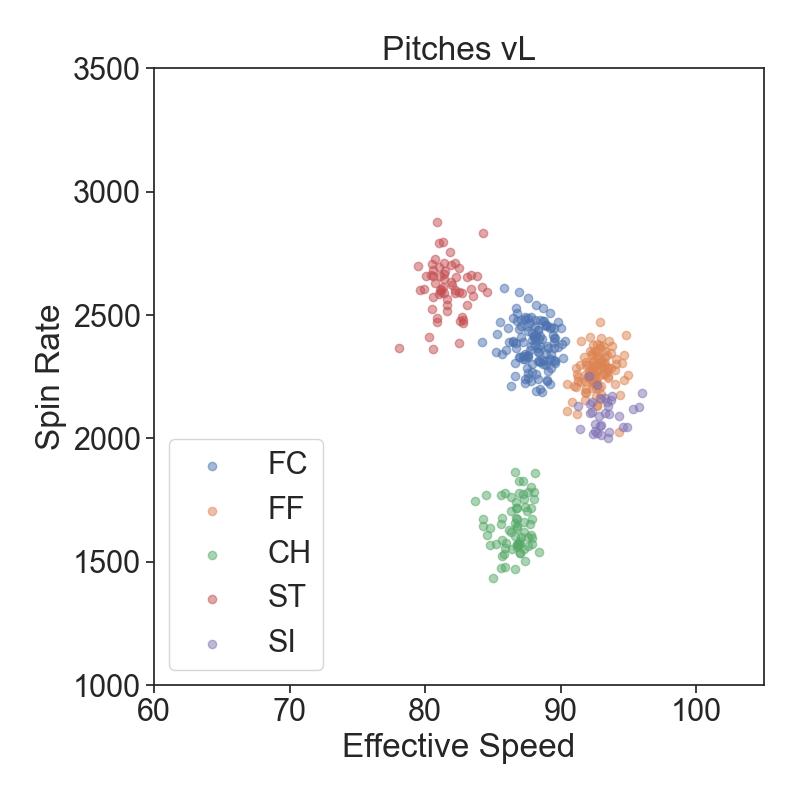 Pitches vL
3500
3000
2500
2000
1500
1000
Spin Rate
FC
FF
CH
ST
SI
60 70 80 90 100
Effective Speed